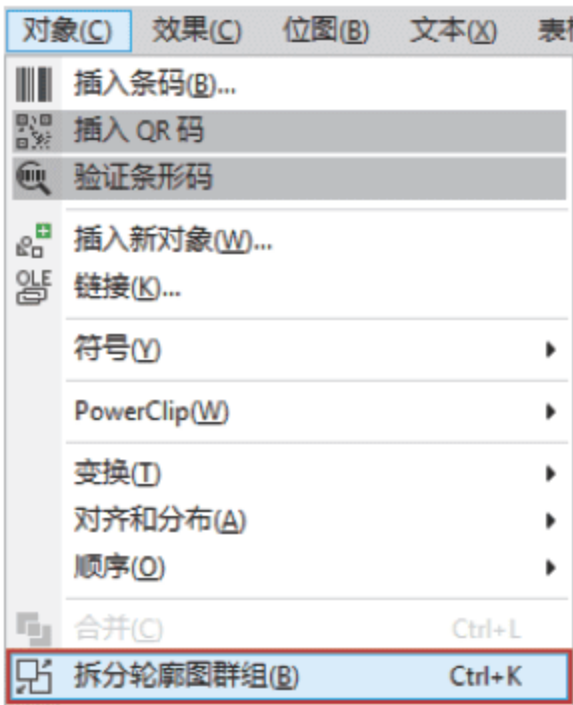 对象(C) 效果(C) 位图(B) 文本(X)
插入条码(B)...
插入 QR 码
验证条形码
插入新对象(W)...
OLE 链接(K)...
符号(Y)
PowerClip(W)
变换(T)
对齐和分布(A)
顺序(O)
合并(C) Ctrl+L
拆分轮廓图群组(B) Ctrl+K